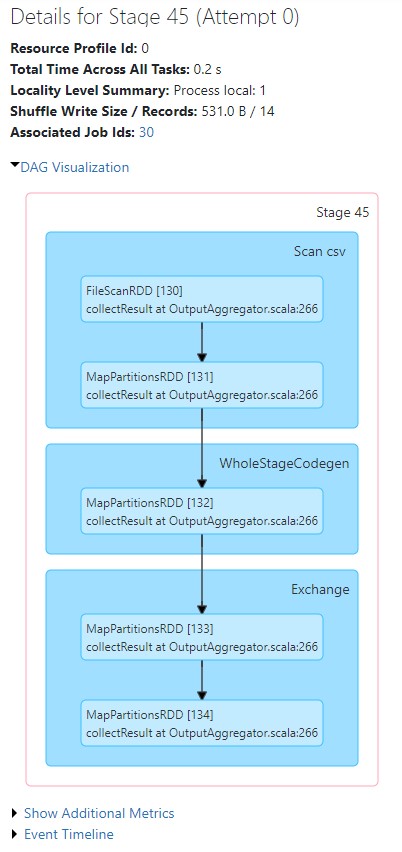 Details for Stage 45 (Attempt 0)
Resource Profile Id: 0
Total Time Across All Tasks: 0.2 s
Locality Level Summary: Process local: 1
Shuffle Write Size / Records: 531.0 B / 14
Associated Job Ids: 30
DAG Visualization
Stage 45
Scan csv
FileScanRDD [130]
collectResult at OutputAggregator.scala:266
MapPartitionsRDD [131]
collectResult at OutputAggregator.scala:266
WholeStageCodegen
MapPartitionsRDD [132]
collectResult at OutputAggregator.scala:266
Exchange
MapPartitionsRDD [133]
collectResult at OutputAggregator.scala:266
MapPartitionsRDD [134]
collectResult at OutputAggregator.scala:266
Show Additional Metrics
Event Timeline